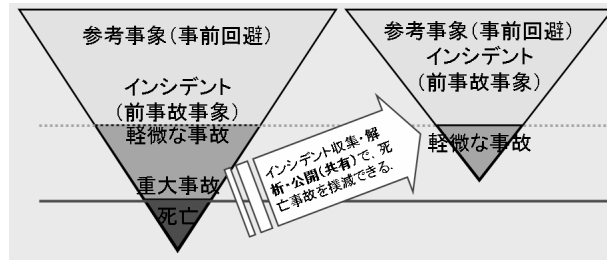 参考事象(事前回避)
インシデント
(前事故事象)
軽微な事故
重大事故
死亡
インシデント収集・解
析・公開(共有)で、死
亡事故を撲滅できる.
参考事象(事前回避)
インシデント
(前事故事象)
軽微な事故